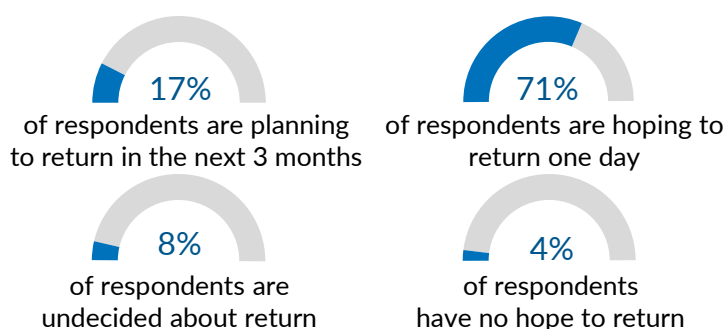 17%
of respondents are planning
to return in the next 3 months
71%
of respondents are hoping to
return one day
8%
of respondents are
undecided about return
4%
of respondents
have no hope to return